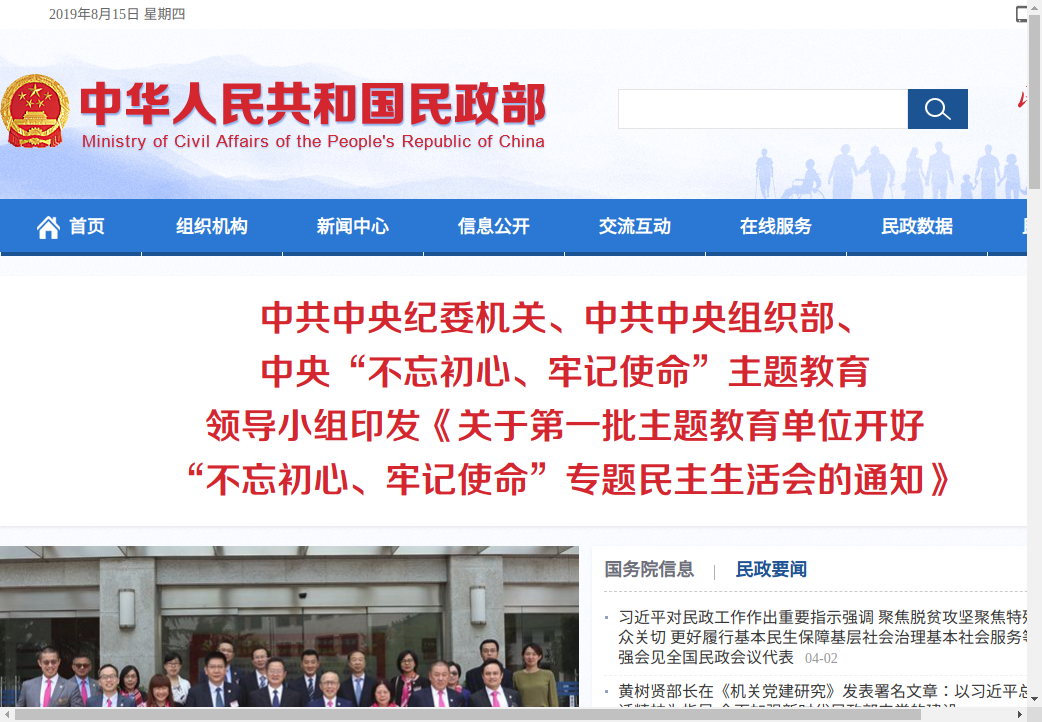 2019年8月15日 星期四
中华人民共和国民政部
Ministry of Civil Affairs of the People's Republic of China
首页 组织机构 新闻中心 信息公开 交流互动 在线服务 民政数据
中共中央纪委机关、中共中央组织部、
中央“不忘初心、牢记使命”主题教育
领导小组印发《关于第一批主题教育单位开好
“不忘初心、牢记使命”专题民主生活会的通知》
国务院信息 | 民政要闻
习近平对民政工作作出重要指示强调 聚焦脱贫攻坚聚焦特殊
众关切 更好履行基本民生保障基层社会治理基本社会服务等
强会见全国民政会议代表 04-02
黄树贤部长在《机关党建研究》发表署名文章：以习近平总